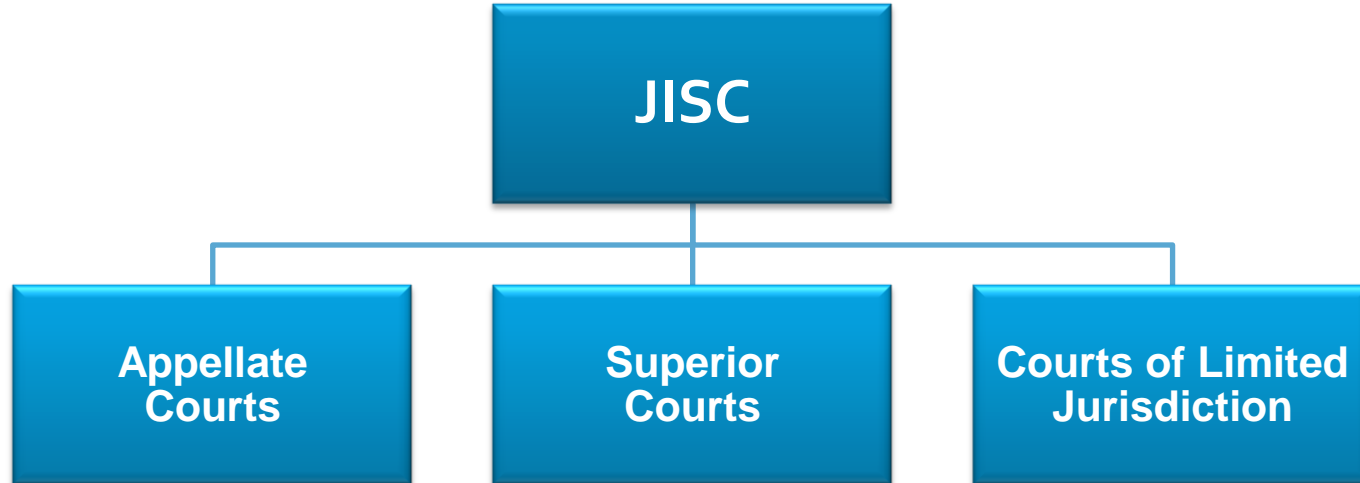 JISC
Appellate
Courts
Superior
Courts
Courts of Limited
Jurisdiction